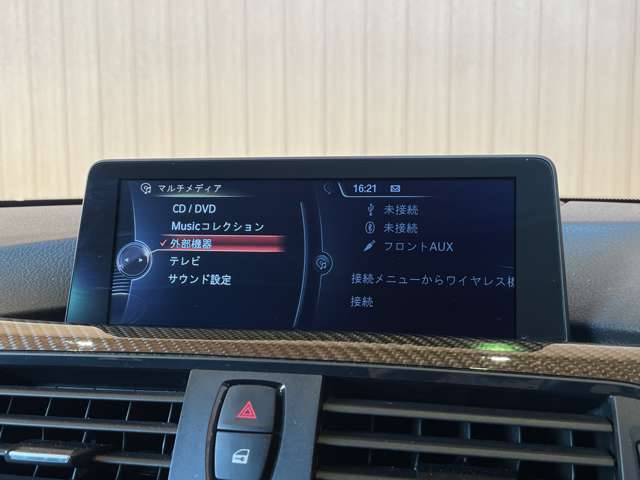 マルチメディア
16:21
CD / DVD
Musicコレクション
外部機器
テレビ
サウンド設定
未接続
未接続
フロントAUX
接続メニューからワイヤレス機
接続